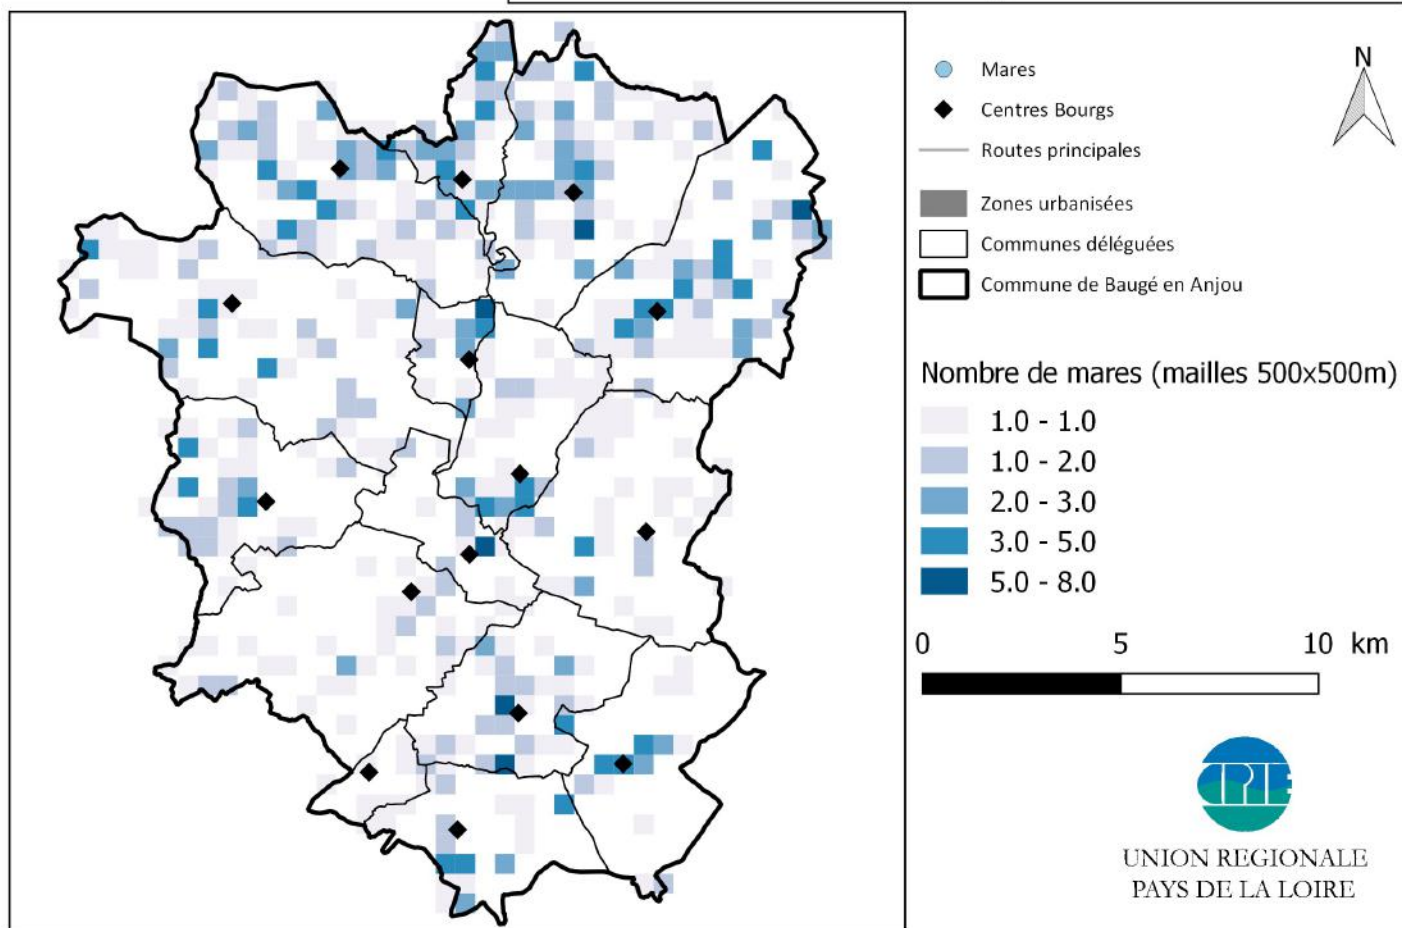 N
Mares
Centres Bourgs
Routes principales
Zones urbanisées
Communes déléguées
Commune de Baugé en Anjou
Nombre de mares (mailles 500x500m)
1.0 - 1.0
1.0 - 2.0
2.0 - 3.0
3.0 - 5.0
5.0 - 8.0
0 5 10 km
CPIE
UNION REGIONALE
PAYS DE LA LOIRE